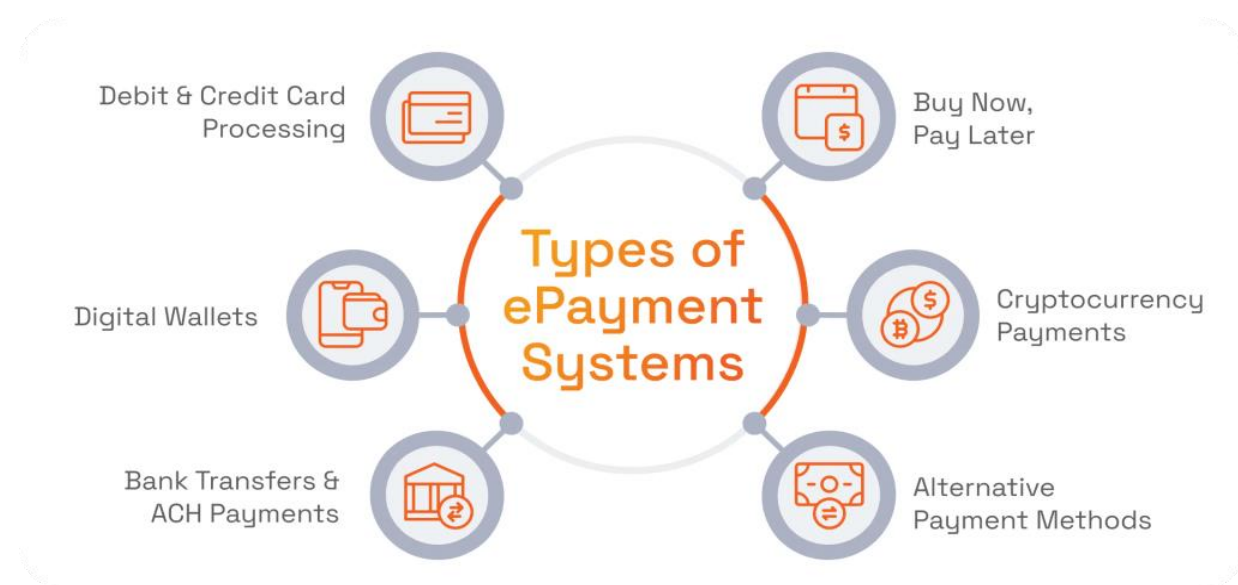 Debit & Credit Card
Processing
Digital Wallets
Bank Transfers &
ACH Payments
Types of
ePayment
Systems
Buy Now,
Pay Later
Cryptocurrency
Payments
Alternative
Payment Methods